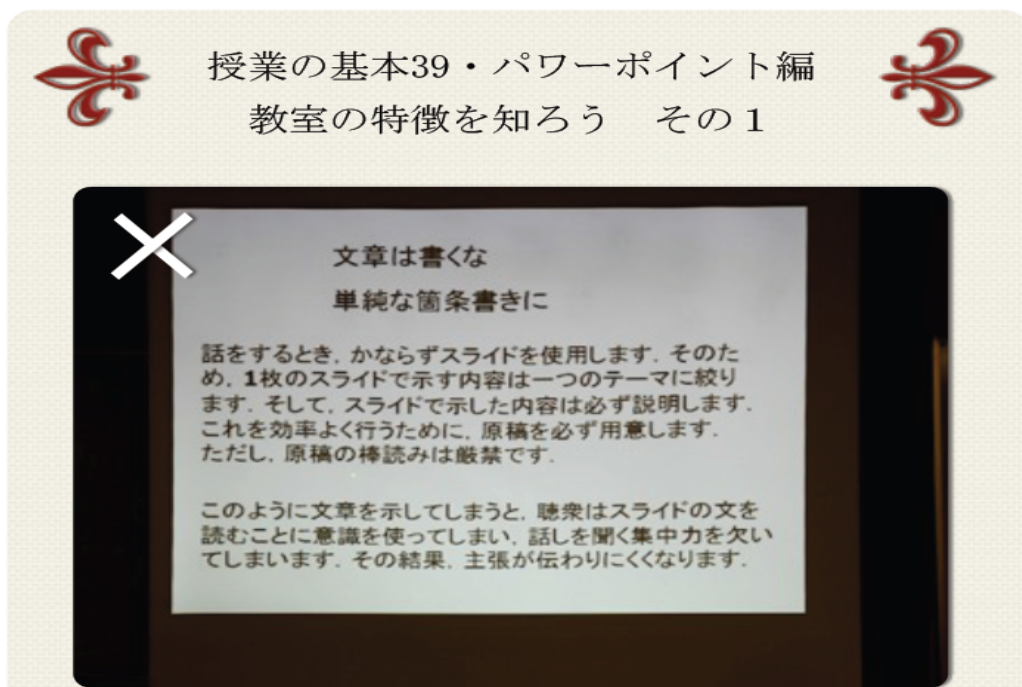 授業の基本39・パワーポイント編
教室の特徴を知ろう　その１
文章は書くな
単純な箇条書きに
話をするとき，かならずスライドを使用します．そのた
め，1枚のスライドで示す内容は一つのテーマに絞り
ます．そして，スライドで示した内容は必ず説明します．
これを効率よく行うために，原稿を必ず用意します．
ただし，原稿の棒読みは厳禁です．
このように文章を示してしまうと，聴衆はスライドの文を
読むことに意識を使ってしまい，話しを聞く集中力を欠い
てしまいます．その結果，主張が伝わりにくくなります．